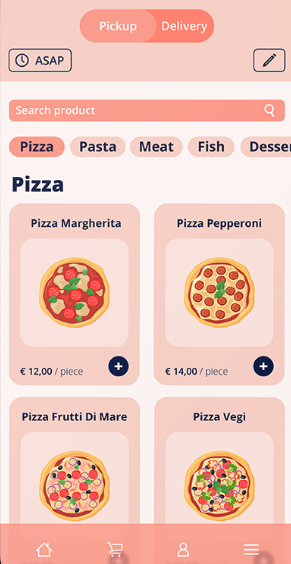 Pickup Delivery
ASAP
Search product
Pizza Pasta Meat Fish Desser
Pizza
Pizza Margherita Pizza Pepperoni
€ 12,00 / piece € 14,00 / piece
Pizza Frutti Di Mare Pizza Vegi